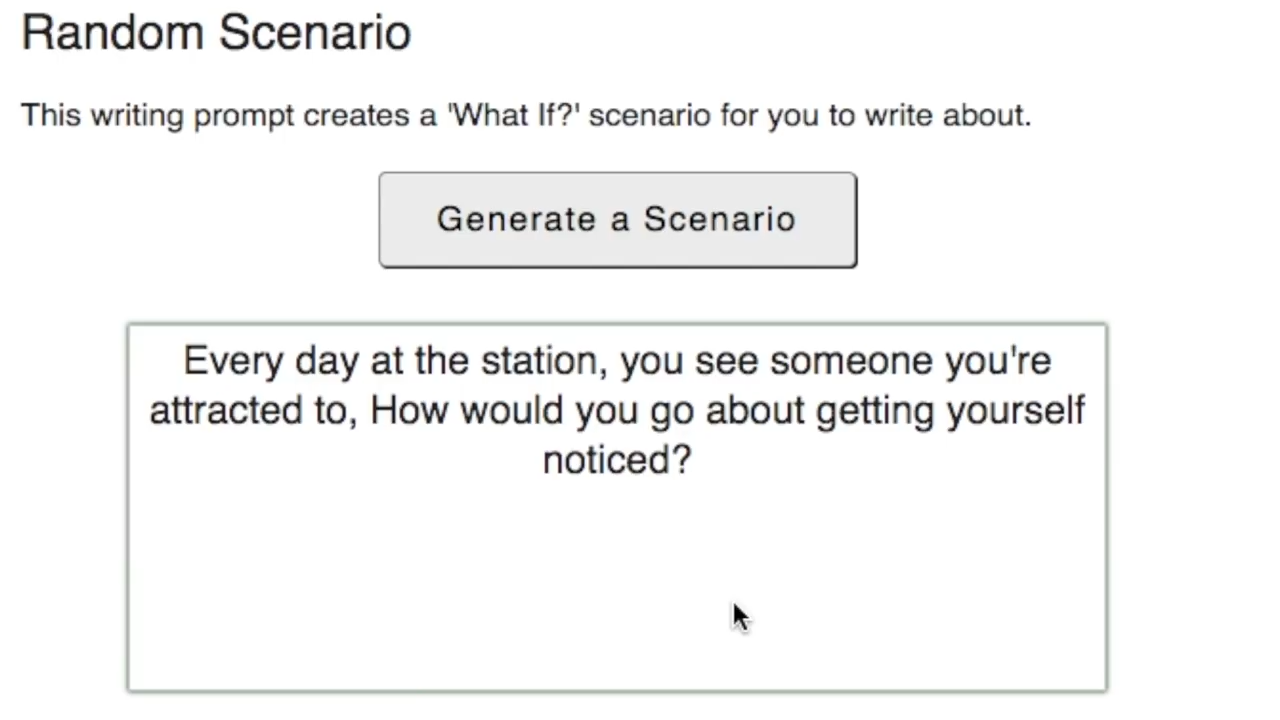 Random Scenario
This writing prompt creates a 'What If?' scenario for you to write about.
Generate a Scenario
Every day at the station, you see someone you're
attracted to, How would you go about getting yourself
noticed?